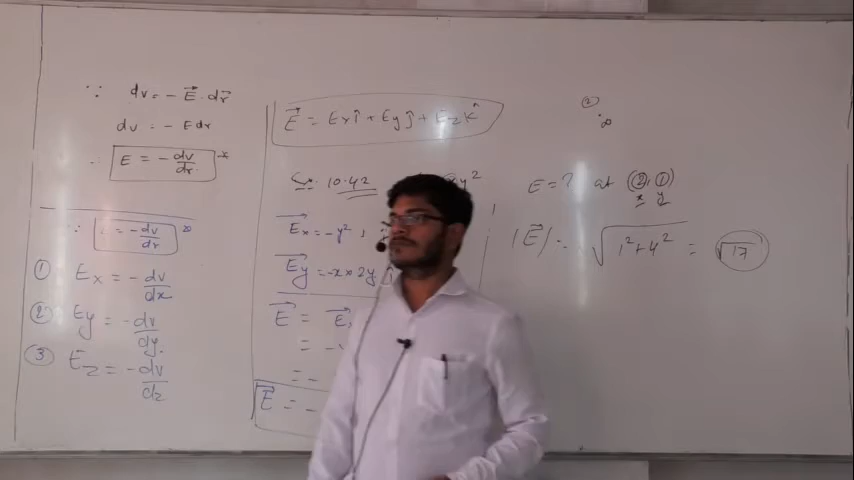 ∵ dv = - E⃗ . dr⃗
dv = - E dr
∴ E = - dv/dr
∵ = - dv/dr
① Ex = - dv/dx
② Ey = - dv/dy
③ Ez = - dv/dz
E⃗ = Ex î + Ey ĵ + Ez k̂
10.42 y²
Ex = -y²
Ey = -x × 2y
E⃗ =
= -
= -
E⃗ = -
E = ? at (2, 1)
x y
|E⃗| = √(1² + 4²) = √17